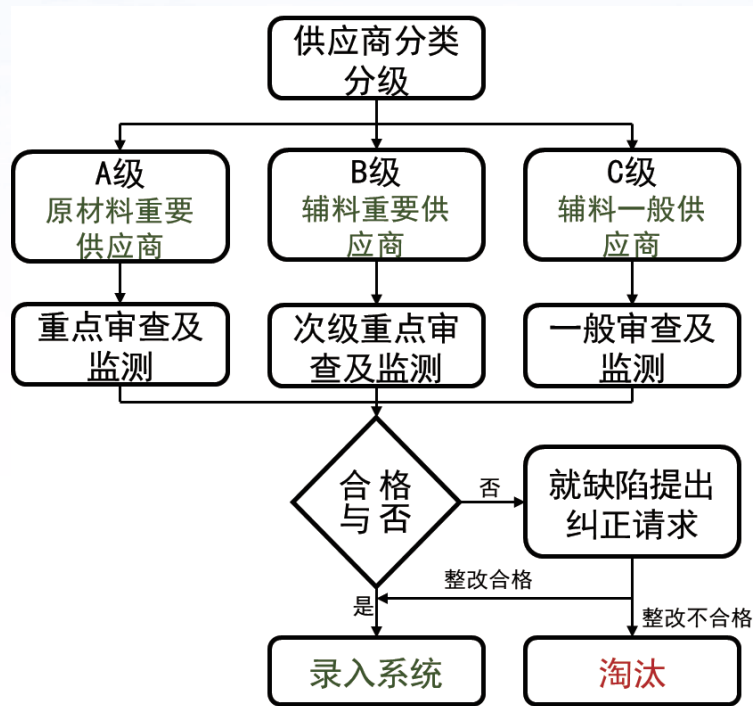 供应商分类
分级
A级
原材料重要
供应商
B级
辅料重要供
应商
C级
辅料一般供
应商
重点审查及
监测
次级重点审
查及监测
一般审查及
监测
合格
与否
否
就缺陷提出
纠正请求
整改合格
是
整改不合格
录入系统
淘汰